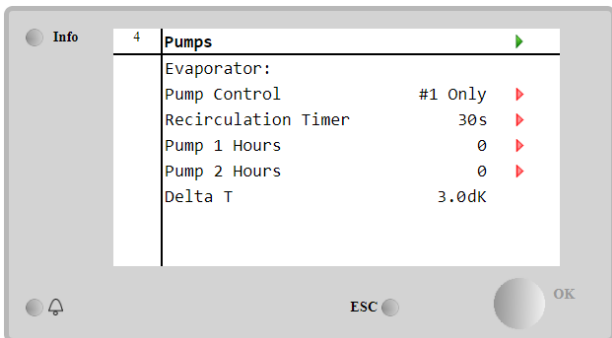 Info
4 Pumps
Evaporator:
Pump Control #1 Only
Recirculation Timer 30s
Pump 1 Hours 0
Pump 2 Hours 0
Delta T 3.0dK
ESC
OK